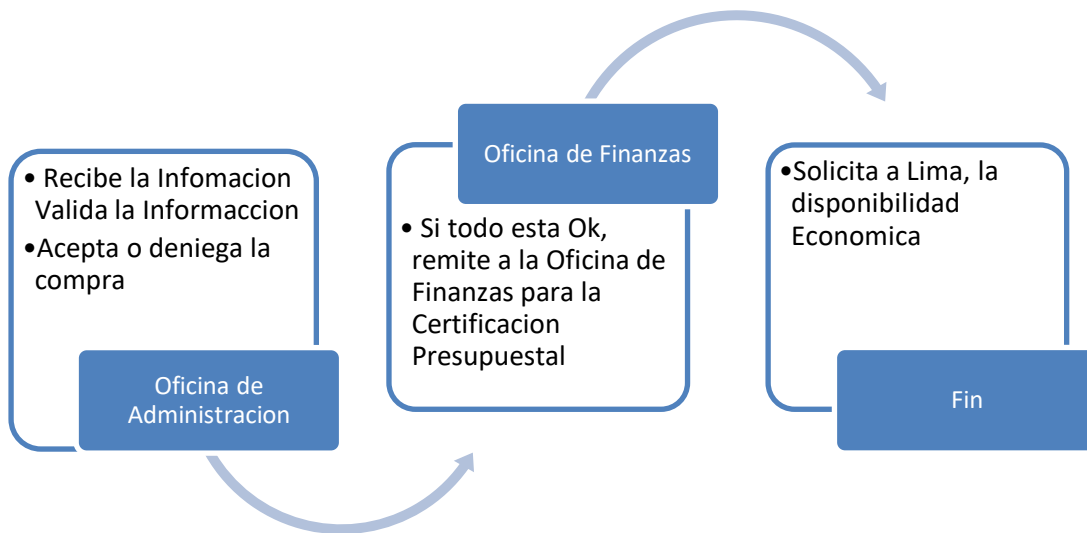 • Recibe la Infomacion
Valida la Informaccion
•Acepta o deniega la
compra
Oficina de
Administracion
Oficina de Finanzas
• Si todo esta Ok,
remite a la Oficina de
Finanzas para la
Certificacion
Presupuestal
•Solicita a Lima, la
disponibilidad
Economica
Fin